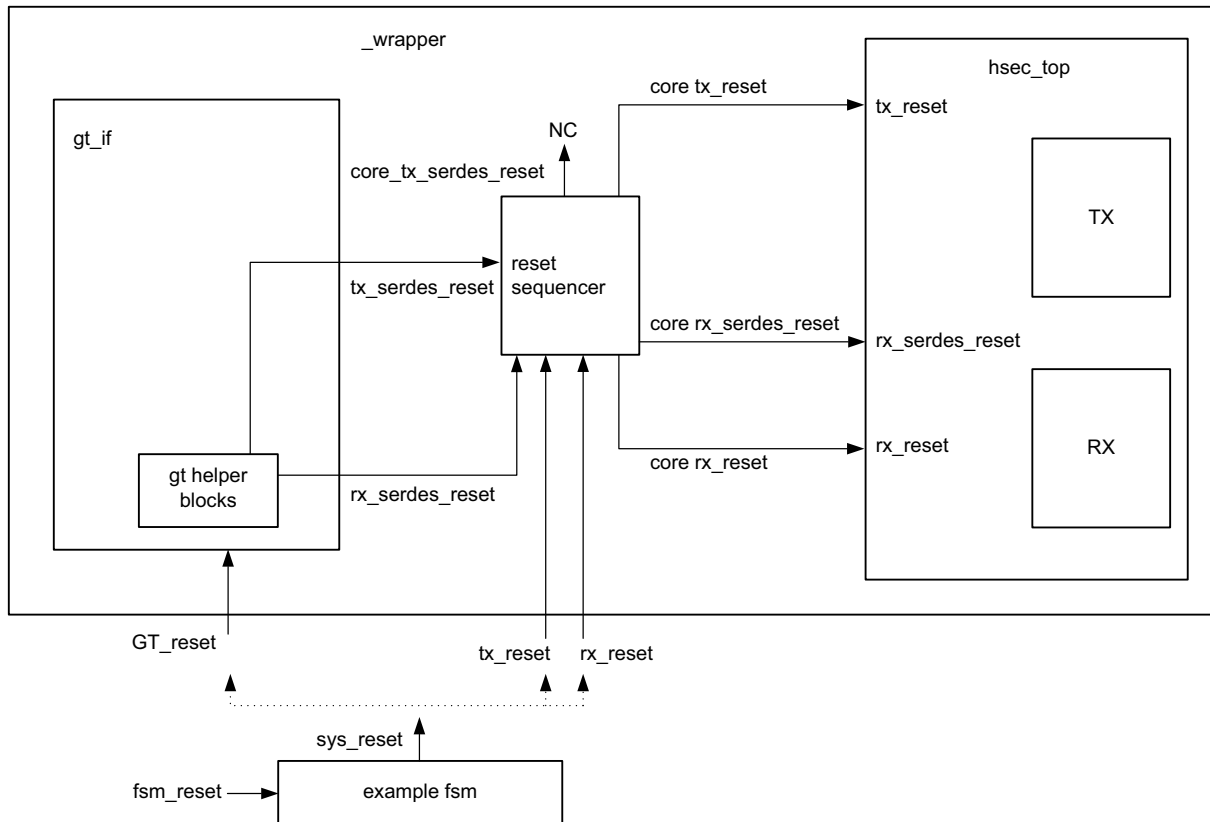 _wrapper
hsec_top
core tx_reset
tx_reset
gt_if
NC
core_tx_serdes_reset
TX
reset
sequencer
tx_serdes_reset
core rx_serdes_reset
rx_serdes_reset
rx_reset
RX
core rx_reset
gt helper
blocks
rx_serdes_reset
GT_reset
tx_reset
rx_reset
sys_reset
fsm_reset
example fsm